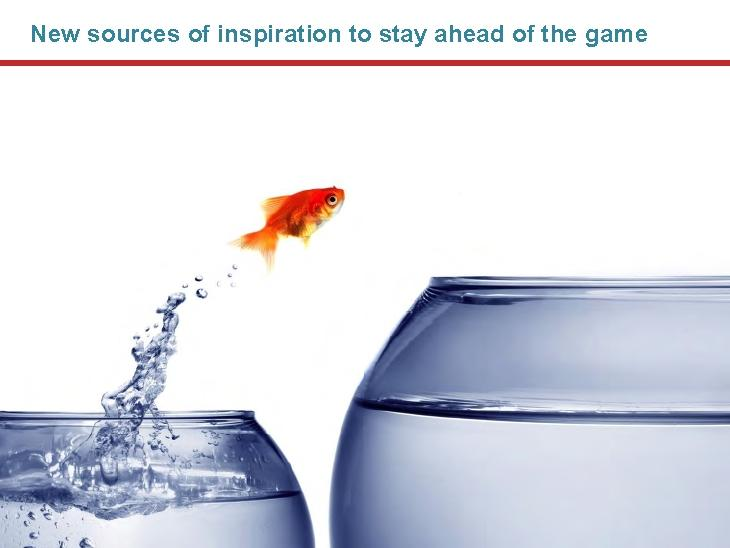 New sources of inspiration to stay ahead of the game